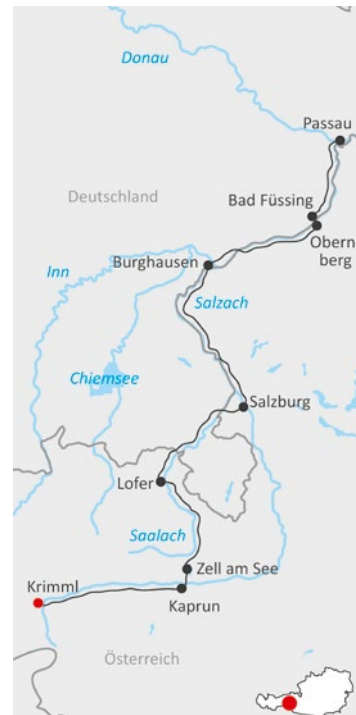 Donau
Passau
Deutschland
Bad Füssing
Obern
berg
Inn
Burghausen
Salzach
Chiemsee
Salzburg
Lofer
Saalach
Zell am See
Krimml
Kaprun
Österreich